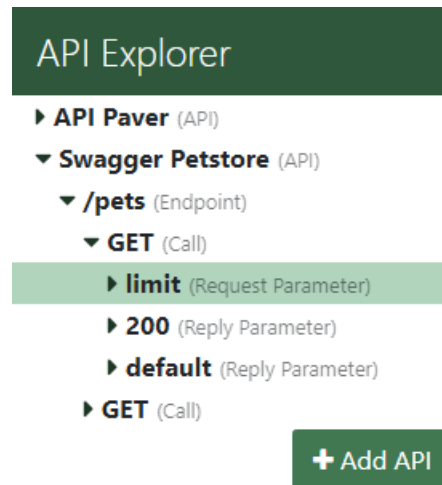 API Explorer
API Paver (API)
Swagger Petstore (API)
/pets (Endpoint)
GET (Call)
limit (Request Parameter)
200 (Reply Parameter)
default (Reply Parameter)
GET (Call)
+ Add API